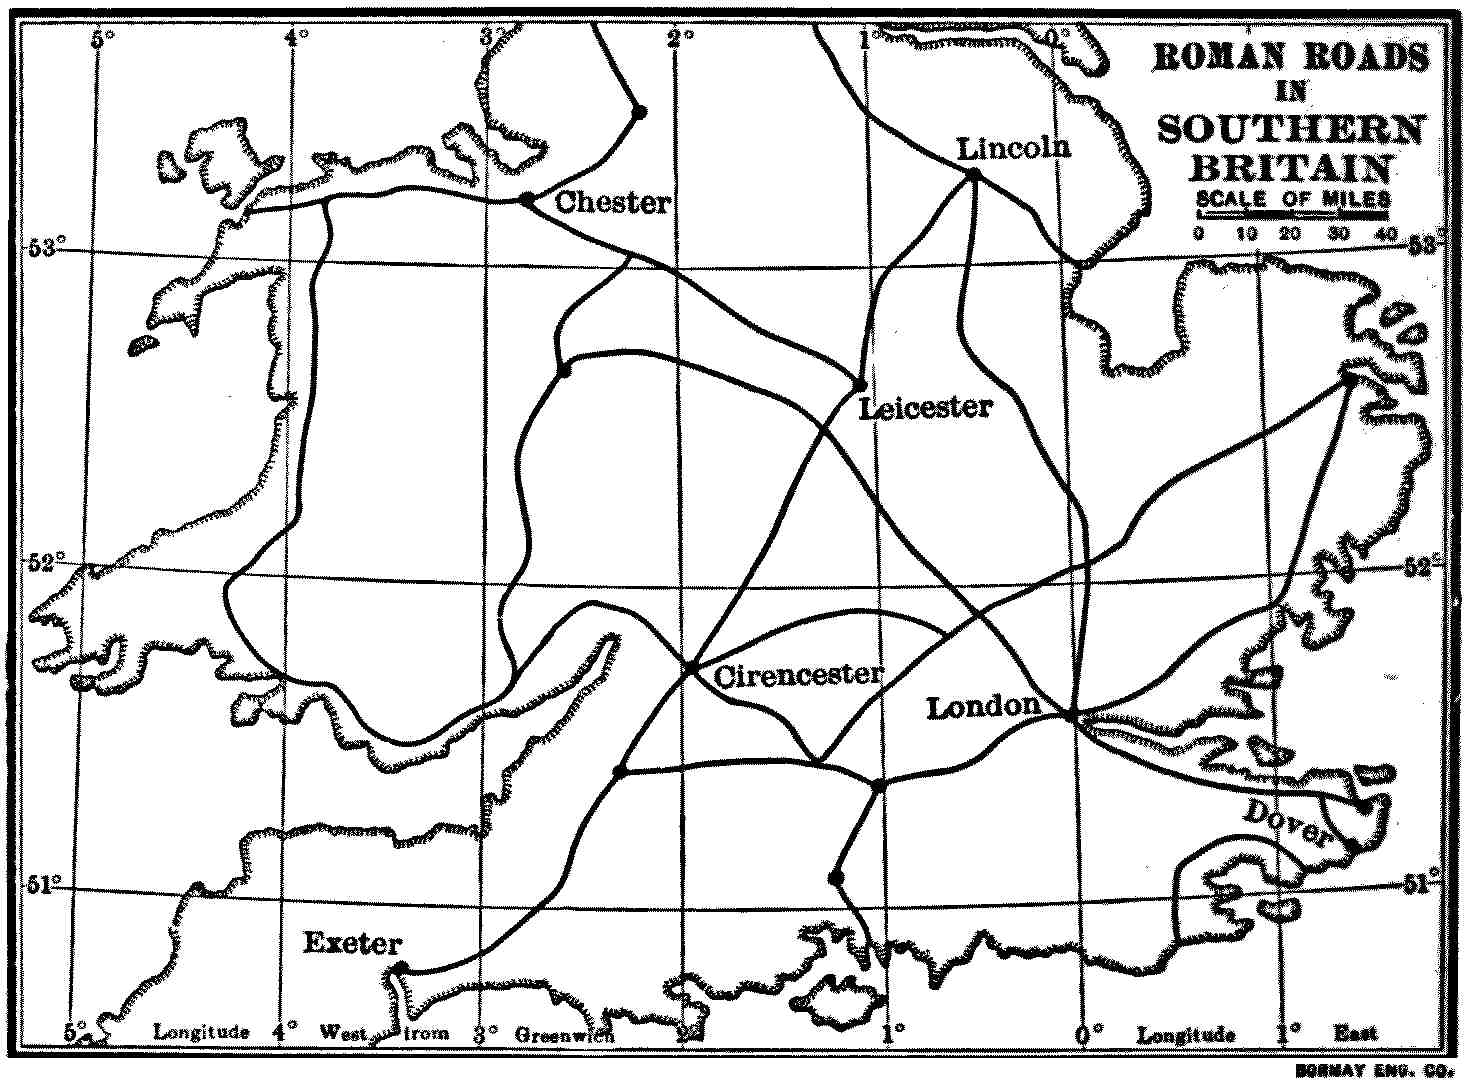 5° 4° 3° 2° 1° 0°
ROMAN ROADS
IN
SOUTHERN
BRITAIN
SCALE OF MILES
0 10 20 30 40
Lincoln
Chester
53° 53°
Leicester
52° 52°
Cirencester
London
Dover
51° 51°
Exeter
5° Longitude 4° West from 3° Greenwich 2° 1° 0° Longitude 1° East
BORMAY ENG. CO.